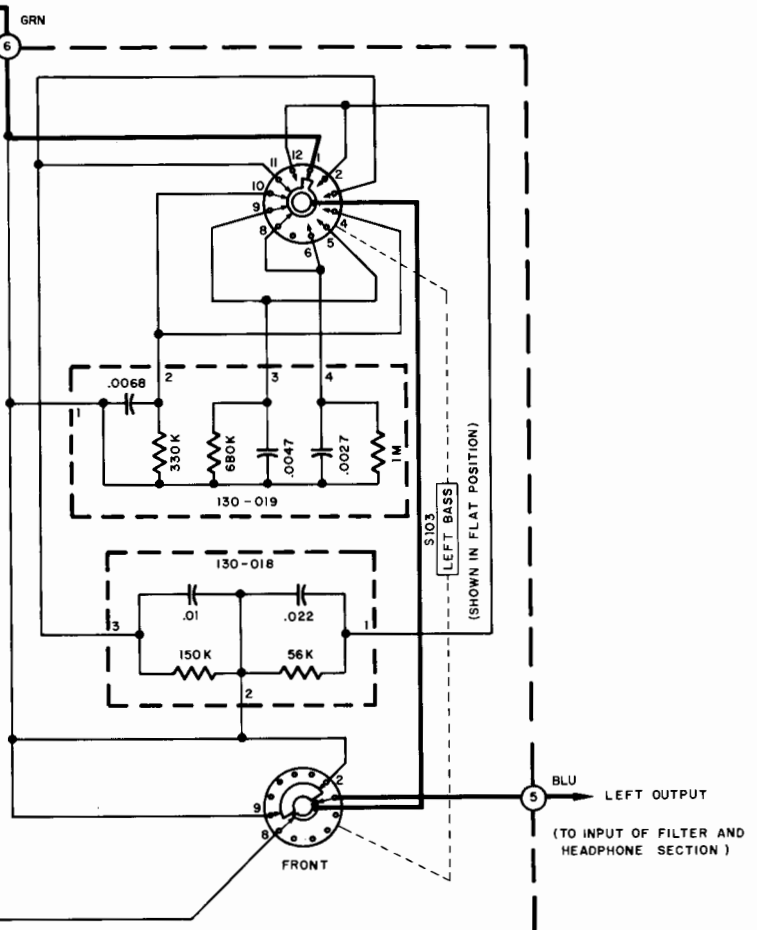 GRN
6
12
1
11
2
10
9
4
8
5
6
2
3
4
.0068
1
330K
680K
.0047
.0027
1M
130-019
S103
LEFT BASS
(SHOWN IN FLAT POSITION)
130-018
.01
.022
3
1
150K
56K
2
2
BLU
5
LEFT OUTPUT
9
8
(TO INPUT OF FILTER AND
HEADPHONE SECTION)
FRONT